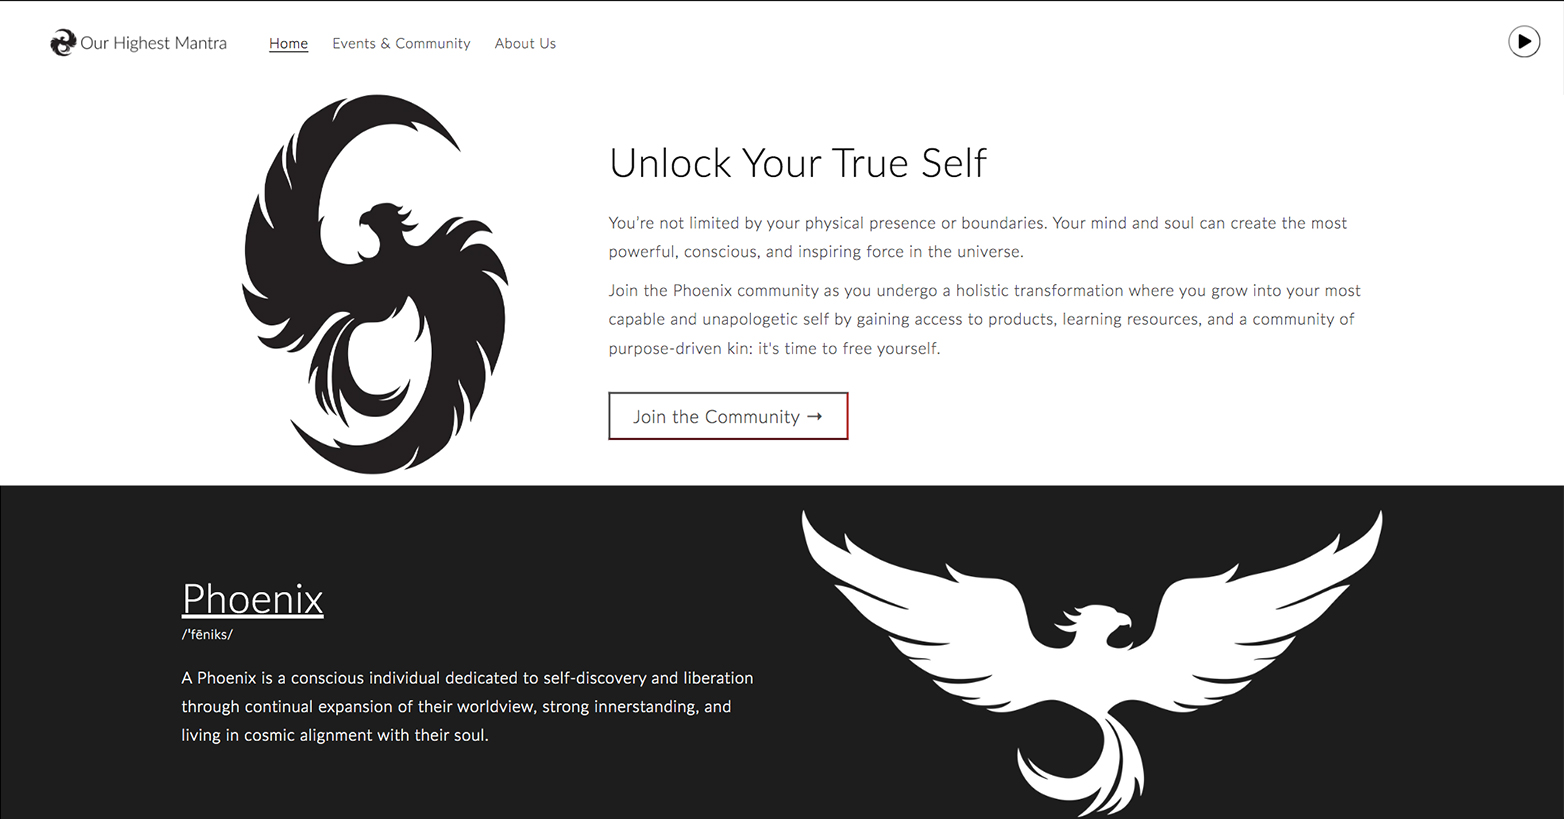 Our Highest Mantra Home Events & Community About Us
Unlock Your True Self
You're not limited by your physical presence or boundaries. Your mind and soul can create the most
powerful, conscious, and inspiring force in the universe.
Join the Phoenix community as you undergo a holistic transformation where you grow into your most
capable and unapologetic self by gaining access to products, learning resources, and a community of
purpose-driven kin: it's time to free yourself.
Join the Community →
Phoenix
/ˈfēniks/
A Phoenix is a conscious individual dedicated to self-discovery and liberation
through continual expansion of their worldview, strong innerstanding, and
living in cosmic alignment with their soul.